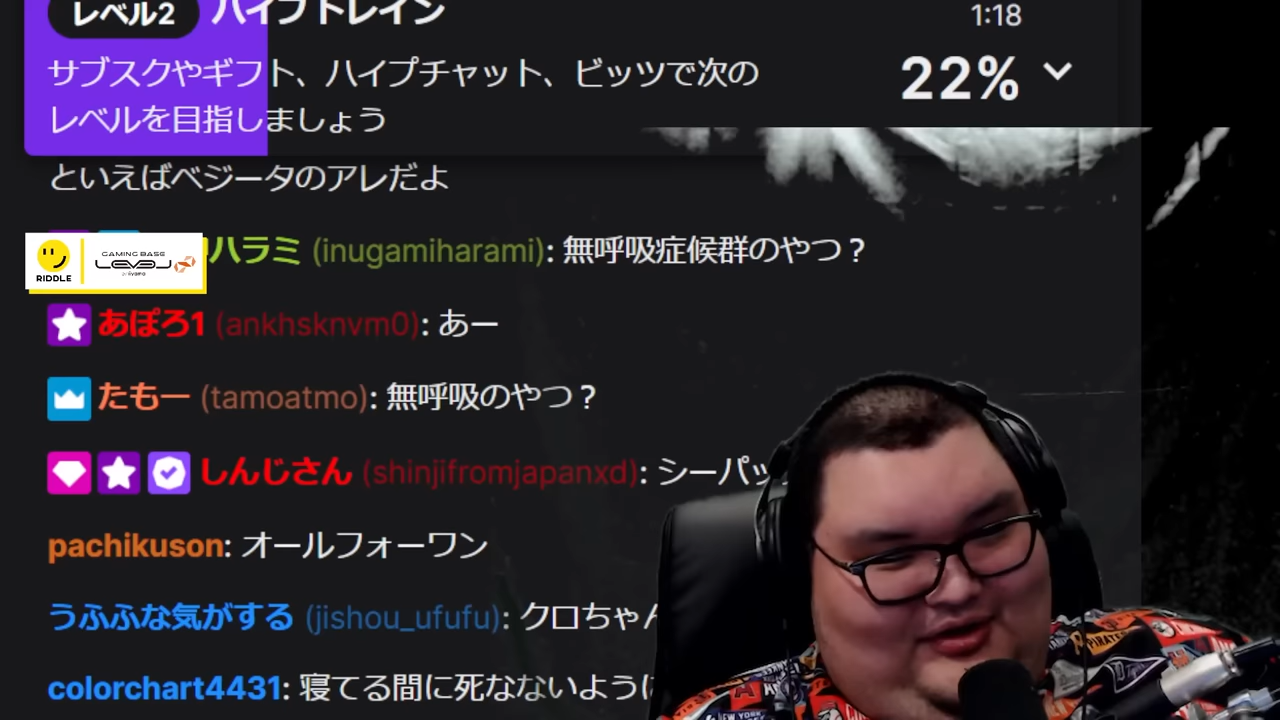 レベル2 ハイプトレイン 1:18
サブスクやギフト、ハイプチャット、ビッツで次の
レベルを目指しましょう
22%
といえばベジータのアレだよ
ハラミ (inugamiharami): 無呼吸症候群のやつ？
RIDDLE
GAMING BASE
LEVEL∞
あぽろ1 (ankhsknvm0): あー
たもー (tamoatmo): 無呼吸のやつ？
しんじさん (shinjifromjapanxd): シーパッ
pachikuson: オールフォーワン
うふふな気がする (jishou_ufufu): クロちゃん
colorchart4431: 寝てる間に死なないように
PIRATES
NEW YORK